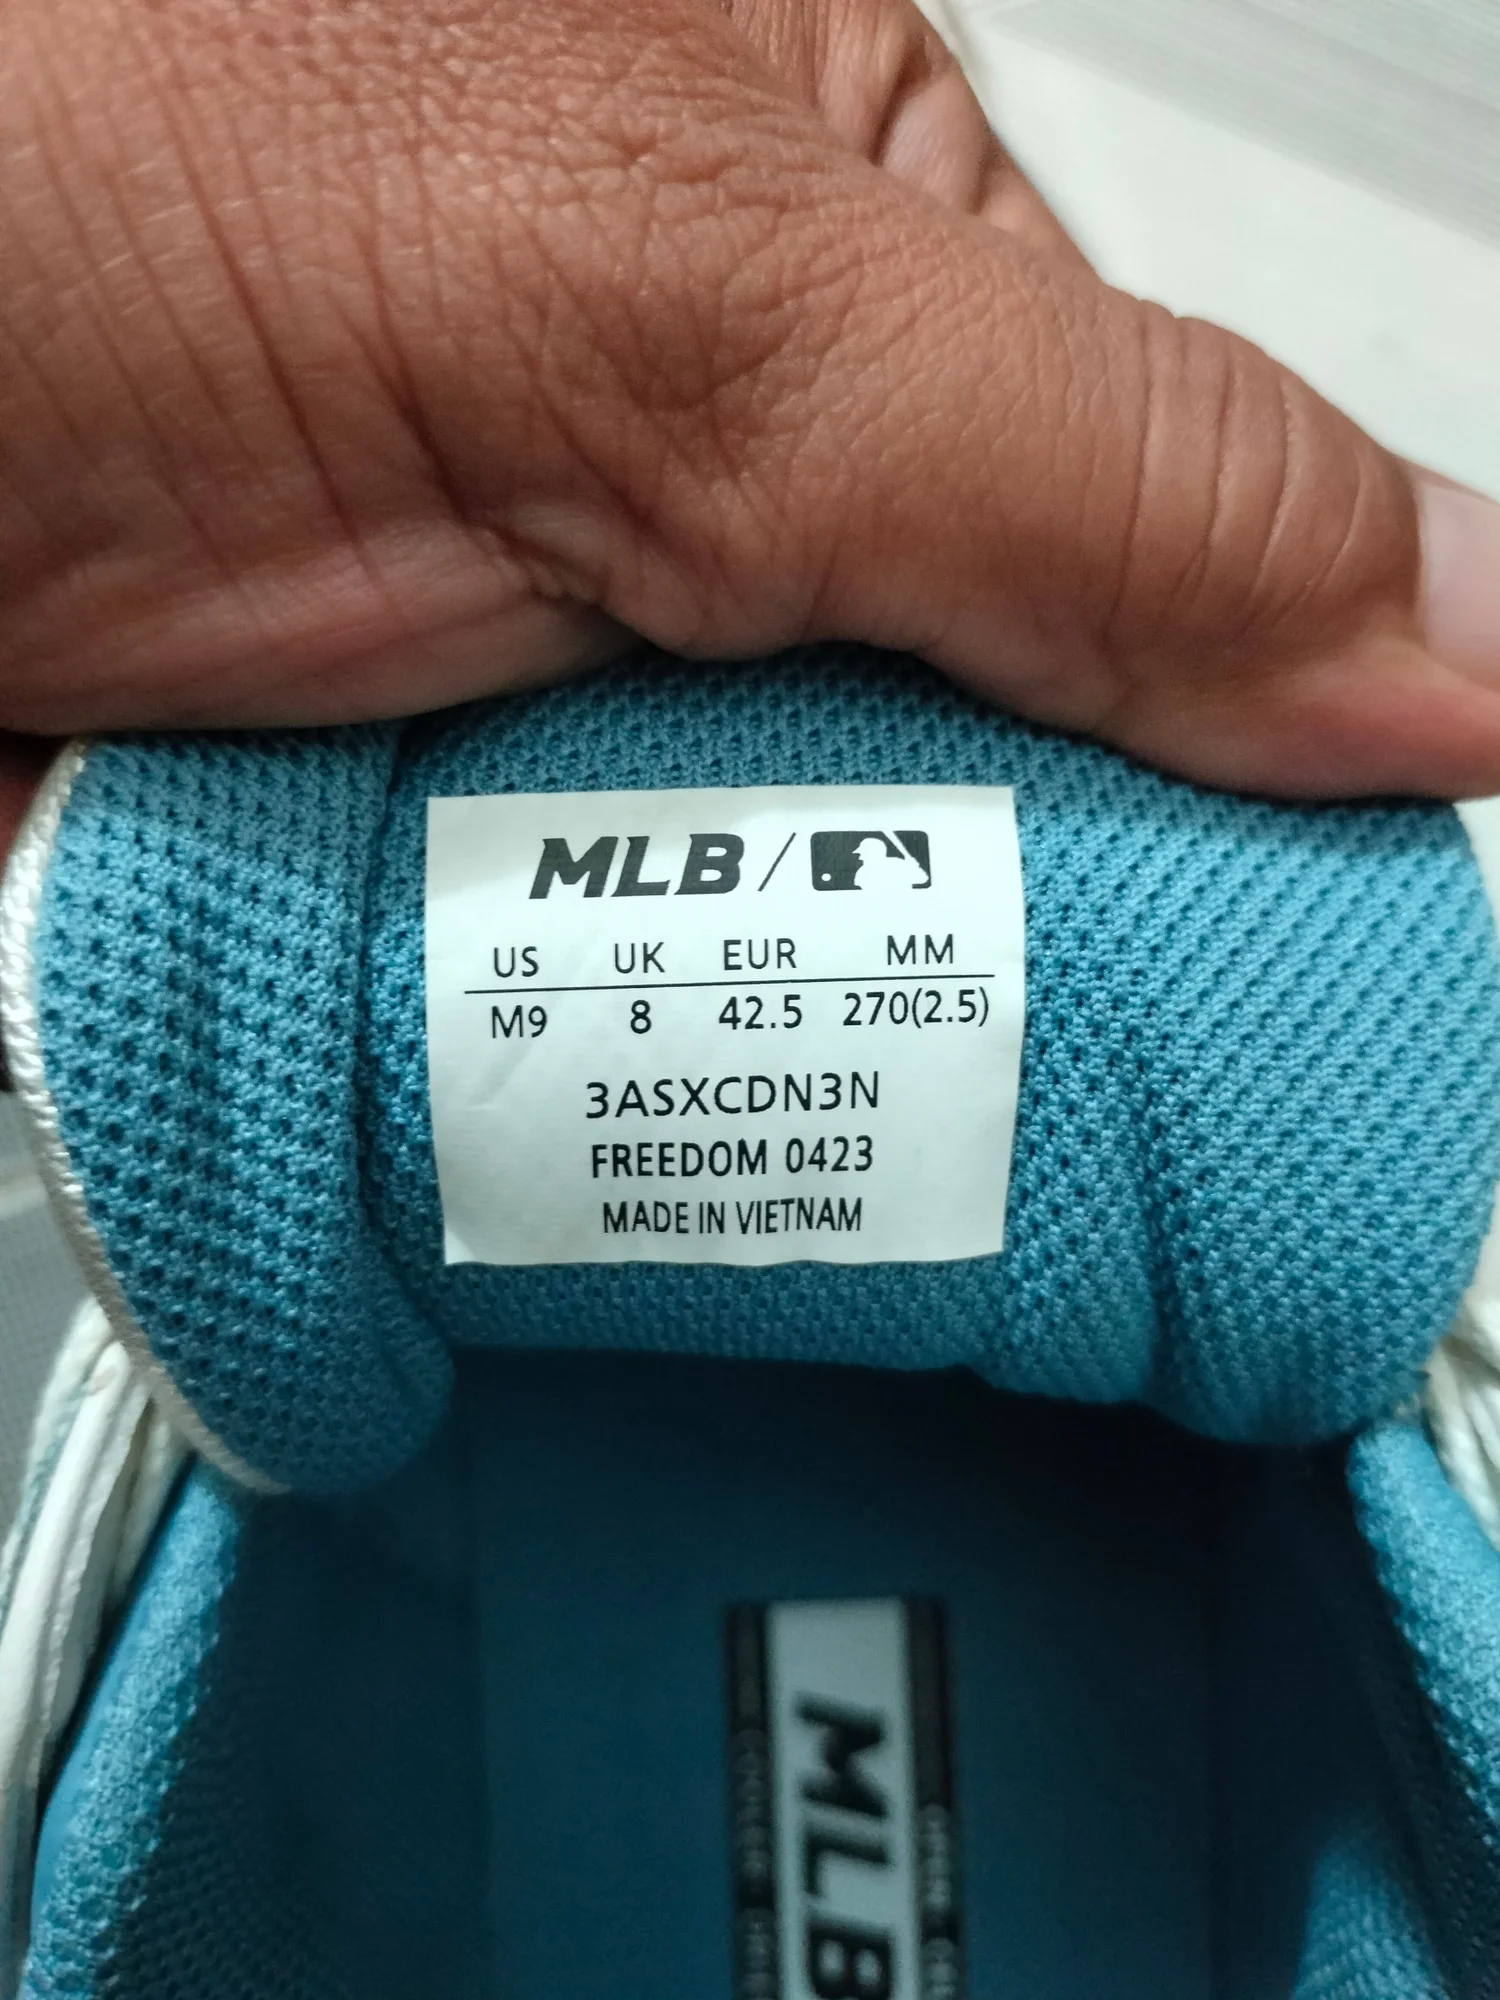 MLB /
US UK EUR MM
M9 8 42.5 270(2.5)
3ASXCDN3N
FREEDOM 0423
MADE IN VIETNAM
MLB